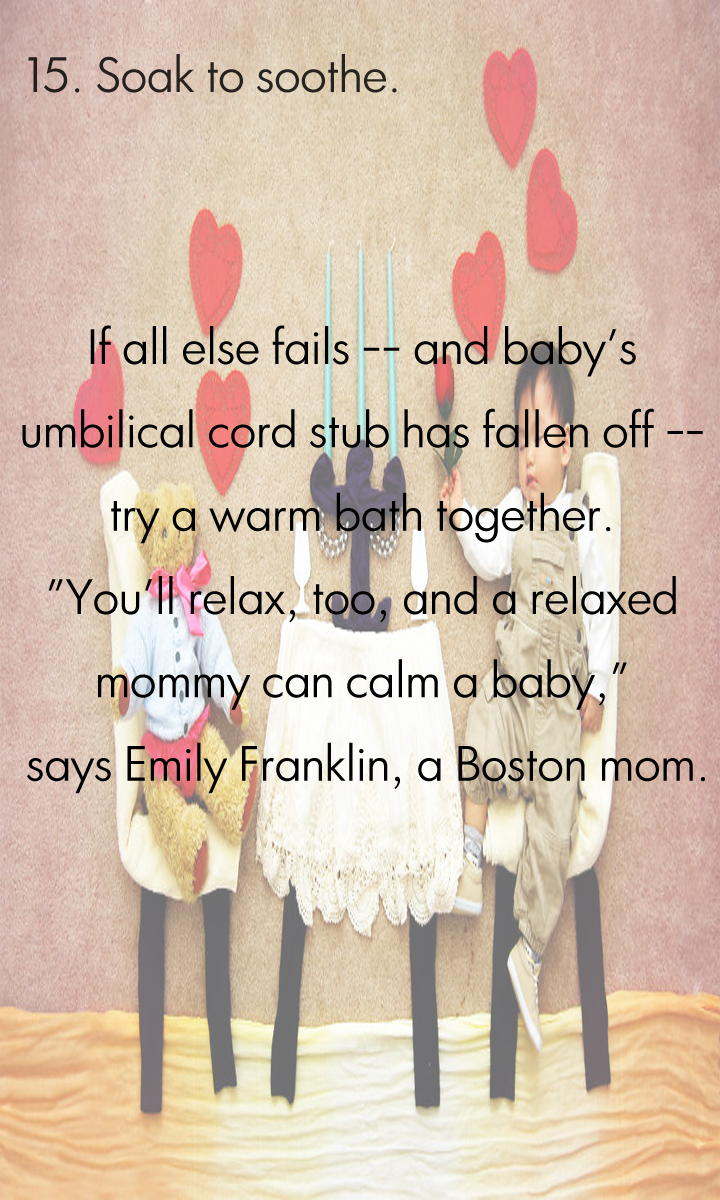 15. Soak to soothe.
If all else fails -- and baby's
umbilical cord stub has fallen off --
try a warm bath together.
"You'll relax, too, and a relaxed
mommy can calm a baby,"
says Emily Franklin, a Boston mom.